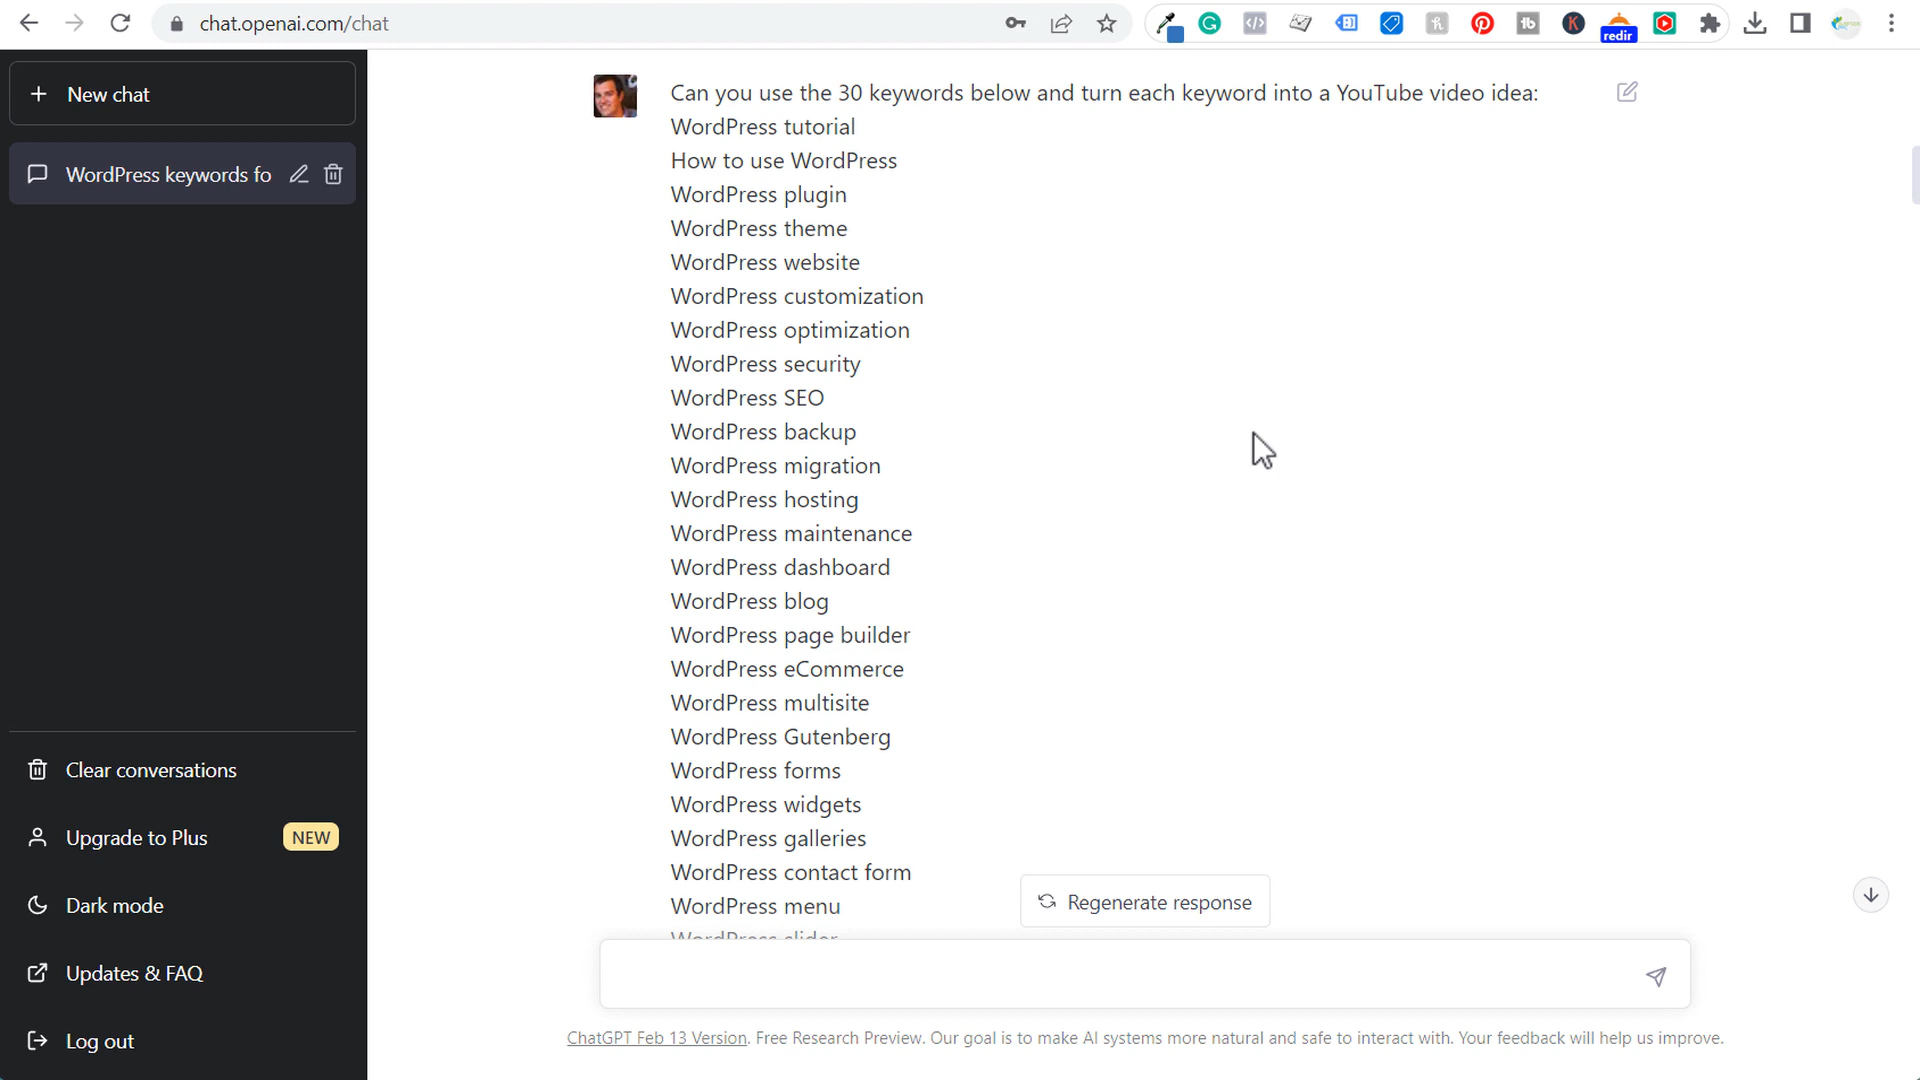 chat.openai.com/chat
redir
New chat
WordPress keywords fo
Can you use the 30 keywords below and turn each keyword into a YouTube video idea:
WordPress tutorial
How to use WordPress
WordPress plugin
WordPress theme
WordPress website
WordPress customization
WordPress optimization
WordPress security
WordPress SEO
WordPress backup
WordPress migration
WordPress hosting
WordPress maintenance
WordPress dashboard
WordPress blog
WordPress page builder
WordPress eCommerce
WordPress multisite
WordPress Gutenberg
WordPress forms
WordPress widgets
WordPress galleries
WordPress contact form
WordPress menu
WordPress slider
Regenerate response
Clear conversations
Upgrade to Plus NEW
Dark mode
Updates & FAQ
Log out
ChatGPT Feb 13 Version. Free Research Preview. Our goal is to make AI systems more natural and safe to interact with. Your feedback will help us improve.